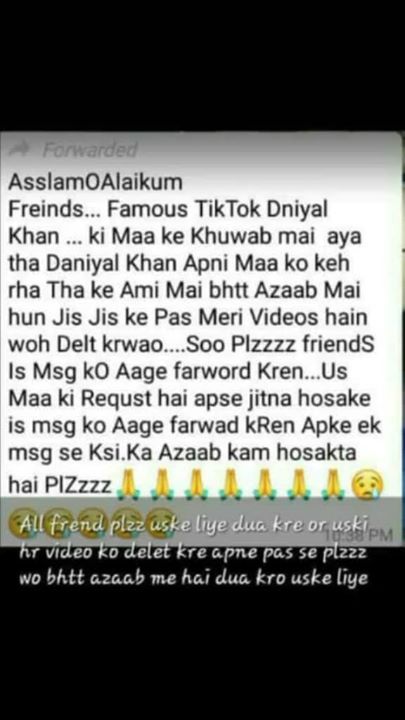 Forwarded
AsslamOAlaikum
Freinds... Famous TikTok Dniyal
Khan ... ki Maa ke Khuwab mai aya
tha Daniyal Khan Apni Maa ko keh
rha Tha ke Ami Mai bhtt Azaab Mai
hun Jis Jis ke Pas Meri Videos hain
woh Delt krwao....Soo Plzzzz friendS
Is Msg kO Aage farword Kren...Us
Maa ki Requst hai apse jitna hosake
is msg ko Aage farwad kRen Apke ek
msg se Ksi.Ka Azaab kam hosakta
hai PlZzzz🙏🙏🙏🙏🙏🙏🙏😢
All frend plzz uske liye dua kre or uski
10:38 PM
hr video ko delet kre apne pas se plzzz
wo bhtt azaab me hai dua kro uske liye